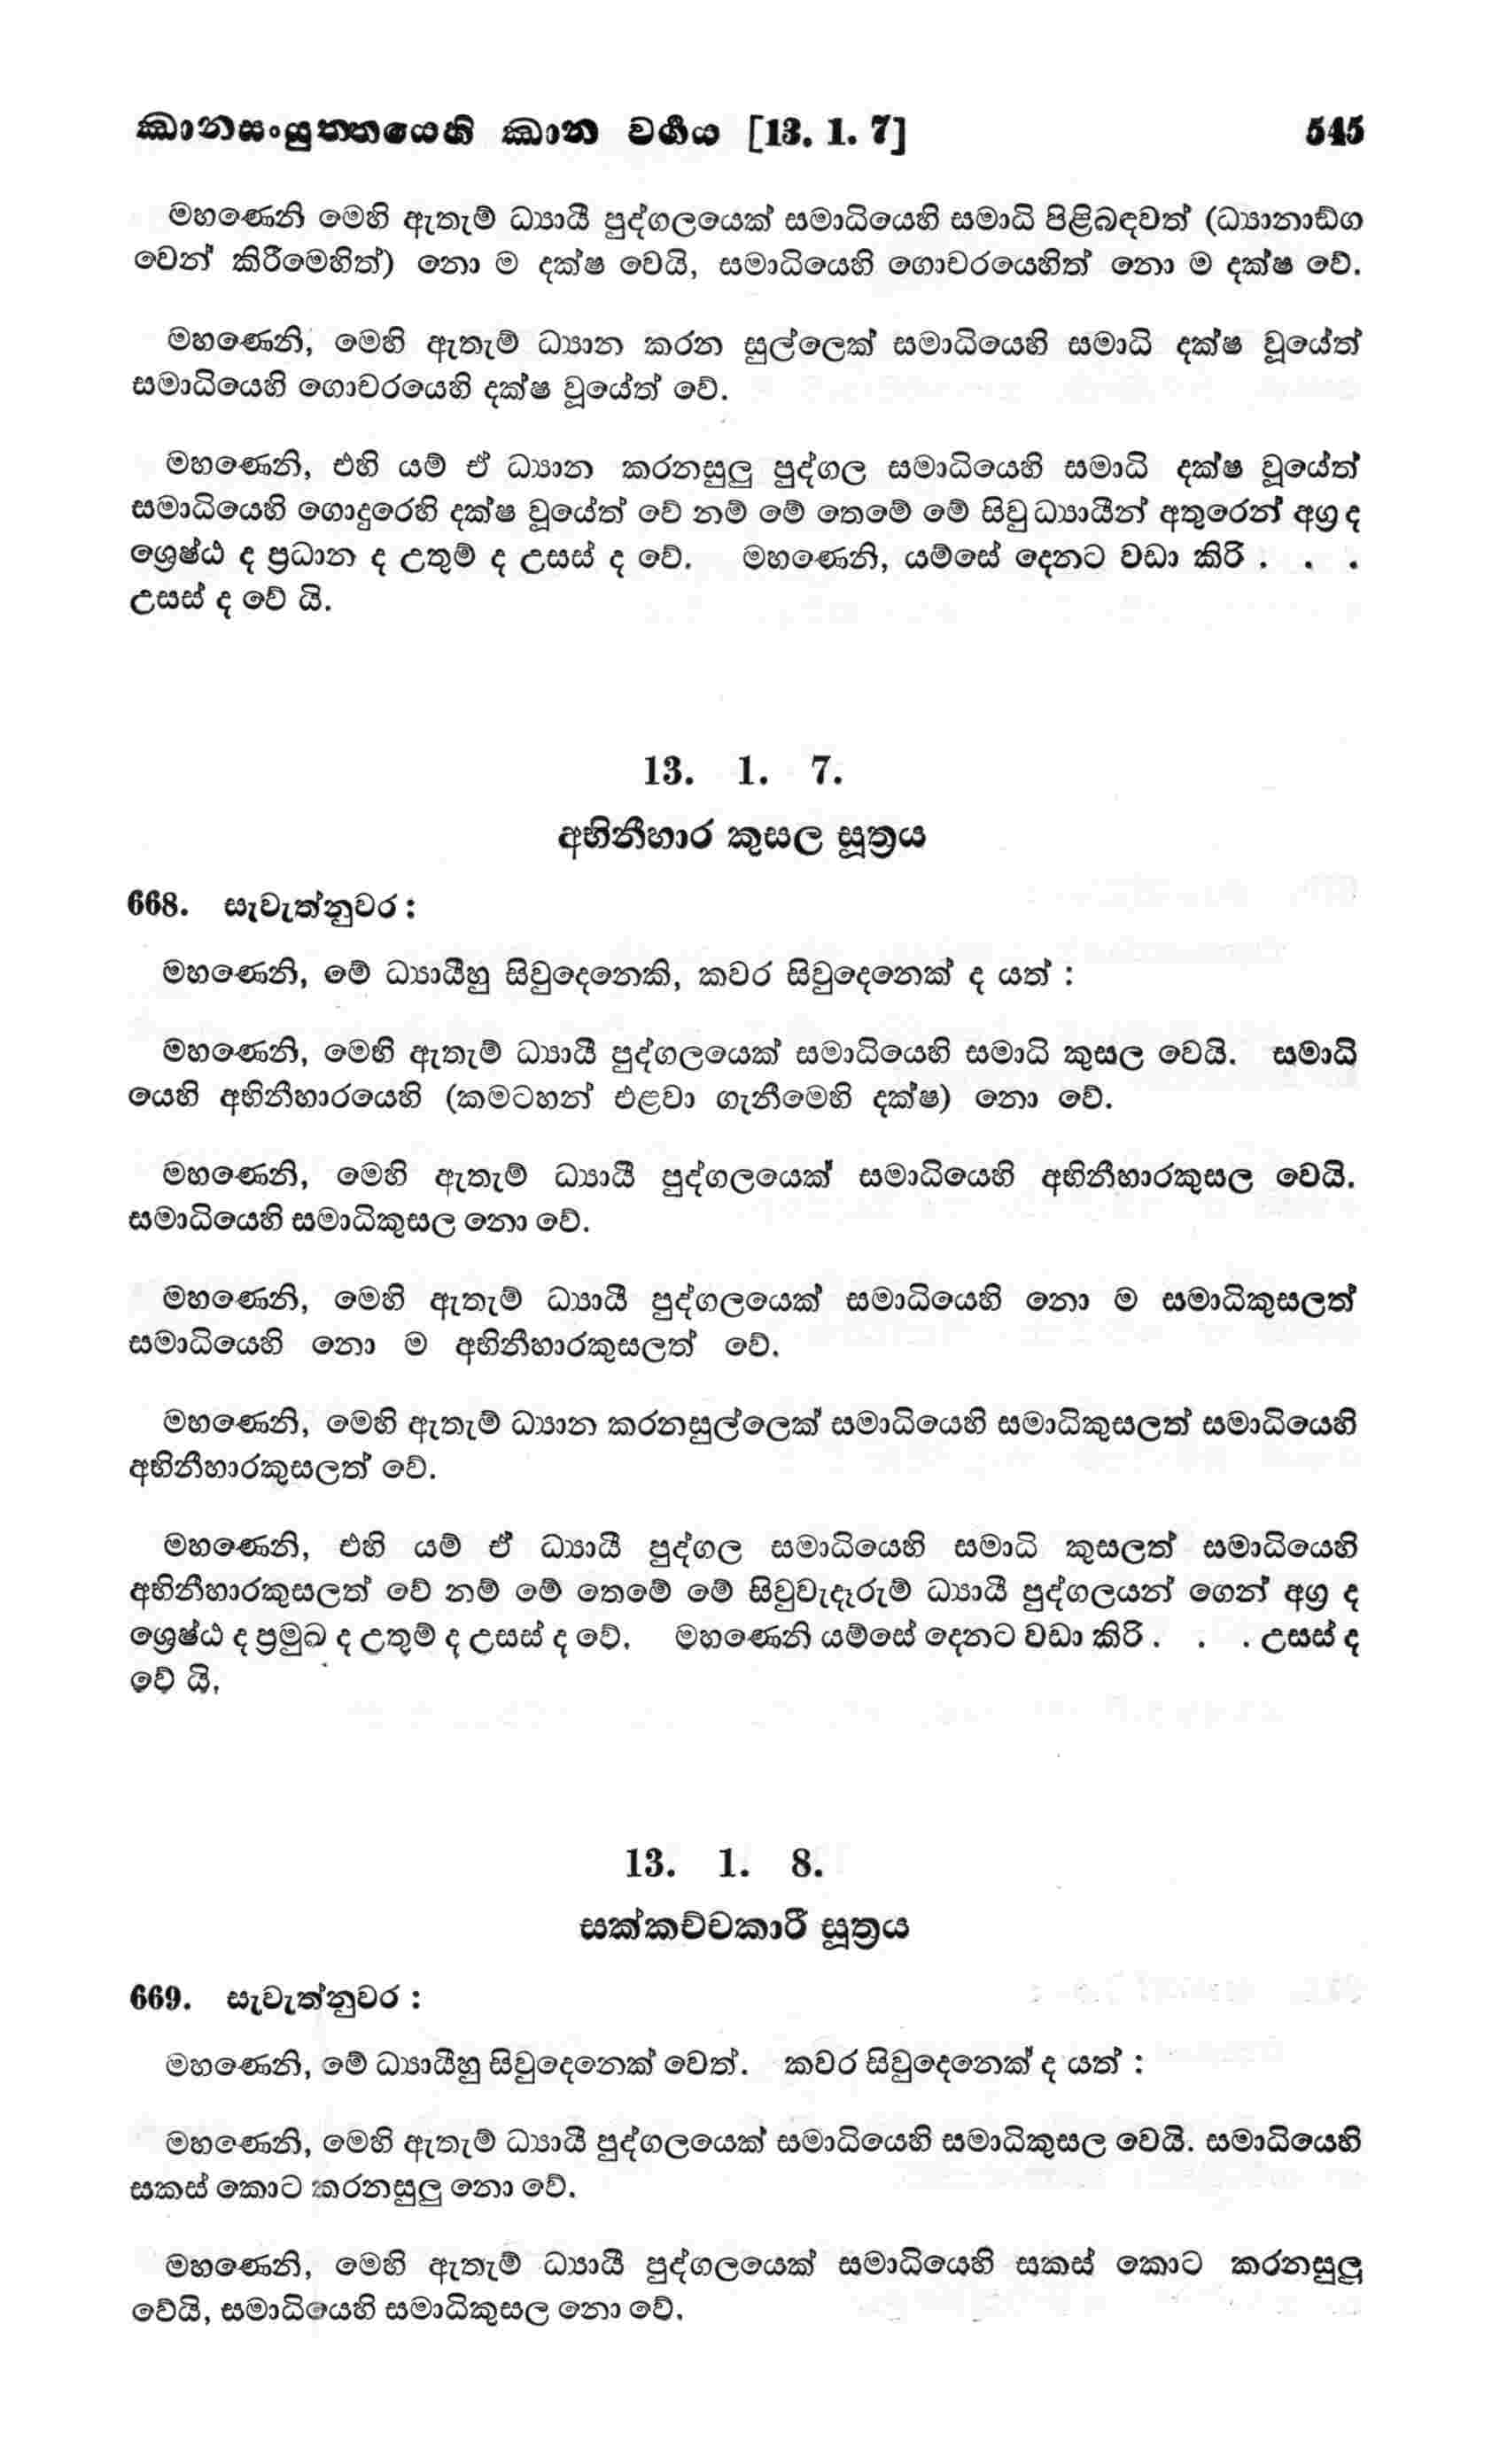 ඣානසංයුත්තයෙහි ඣාන වර්‍ගය [13. 1. 7] 545
මහණෙනි මෙහි ඇතැම් ධ්‍යායී පුද්ගලයෙක් සමාධියෙහි සමාධි පිළිබඳවත් (ධ්‍යානාඞ්ග
වෙන් කිරීමෙහිත්) නො ම දක්ෂ වෙයි, සමාධියෙහි ගොචරයෙහිත් නො ම දක්ෂ වේ.
මහණෙනි, මෙහි ඇතැම් ධ්‍යාන කරන සුල්ලෙක් සමාධියෙහි සමාධි දක්ෂ වූයේත්
සමාධියෙහි ගොචරයෙහි දක්ෂ වූයේත් වේ.
මහණෙනි, එහි යම් ඒ ධ්‍යාන කරනසුලු පුද්ගල සමාධියෙහි සමාධි දක්ෂ වූයේත්
සමාධියෙහි ගොදුරෙහි දක්ෂ වූයේත් වේ නම් මේ තෙමේ මේ සිවු ධ්‍යායීන් අතුරෙන් අග්‍ර ද
ශ්‍රෙෂ්ඨ ද ප්‍රධාන ද උතුම් ද උසස් ද වේ. මහණෙනි, යම්සේ දෙනට වඩා කිරි . . .
උසස් ද වේ යි.
13. 1. 7.
අභිනීහාර කුසල සූත්‍රය
668. සැවැත්නුවර :
මහණෙනි, මේ ධ්‍යායීහු සිවුදෙනෙකි, කවර සිවුදෙනෙක් ද යත් :
මහණෙනි, මෙහි ඇතැම් ධ්‍යායී පුද්ගලයෙක් සමාධියෙහි සමාධි කුසල වෙයි. සමාධි
යෙහි අභිනීහාරයෙහි (කමටහන් එළවා ගැනීමෙහි දක්ෂ) නො වේ.
මහණෙනි, මෙහි ඇතැම් ධ්‍යායී පුද්ගලයෙක් සමාධියෙහි අභිනීහාරකුසල වෙයි.
සමාධියෙහි සමාධිකුසල නො වේ.
මහණෙනි, මෙහි ඇතැම් ධ්‍යායී පුද්ගලයෙක් සමාධියෙහි නො ම සමාධිකුසලත්
සමාධියෙහි නො ම අභිනීහාරකුසලත් වේ.
මහණෙනි, මෙහි ඇතැම් ධ්‍යාන කරනසුල්ලෙක් සමාධියෙහි සමාධිකුසලත් සමාධියෙහි
අභිනීහාරකුසලත් වේ.
මහණෙනි, එහි යම් ඒ ධ්‍යායී පුද්ගල සමාධියෙහි සමාධි කුසලත් සමාධියෙහි
අභිනීහාරකුසලත් වේ නම් මේ තෙමේ මේ සිවුවැදෑරුම් ධ්‍යායී පුද්ගලයන් ගෙන් අග්‍ර ද
ශ්‍රෙෂ්ඨ ද ප්‍රමුඛ ද උතුම් ද උසස් ද වේ. මහණෙනි යම්සේ දෙනට වඩා කිරි . . . උසස් ද
වේ යි.
13. 1. 8.
සක්කච්චකාරී සූත්‍රය
669. සැවැත්නුවර :
මහණෙනි, මේ ධ්‍යායීහු සිවුදෙනෙක් වෙත්. කවර සිවුදෙනෙක් ද යත් :
මහණෙනි, මෙහි ඇතැම් ධ්‍යායී පුද්ගලයෙක් සමාධියෙහි සමාධිකුසල වෙයි. සමාධියෙහි
සකස් කොට කරනසුලු නො වේ.
මහණෙනි, මෙහි ඇතැම් ධ්‍යායී පුද්ගලයෙක් සමාධියෙහි සකස් කොට කරනසුලු
වේයි, සමාධියෙහි සමාධිකුසල නො වේ.